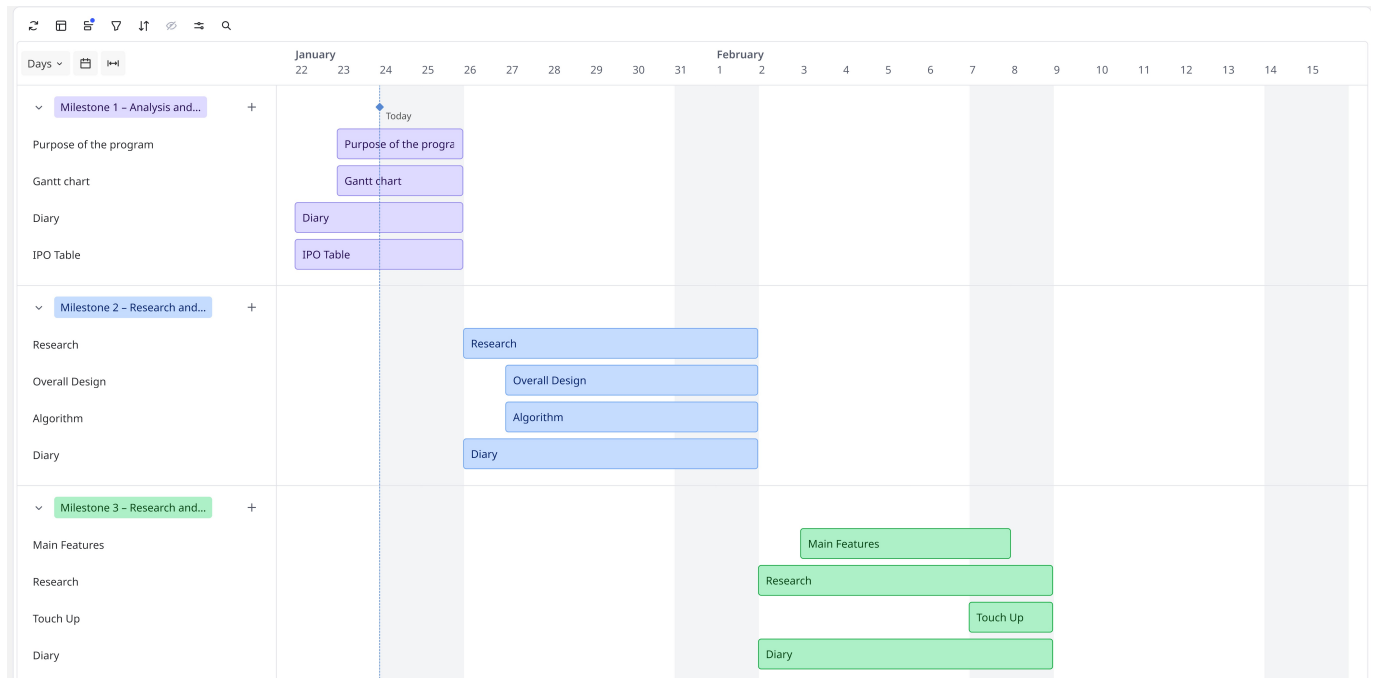 January February
Days
22 23 24 25 26 27 28 29 30 31 1 2 3 4 5 6 7 8 9 10 11 12 13 14 15
Milestone 1 – Analysis and...
Today
Purpose of the program Purpose of the progra
Gantt chart Gantt chart
Diary Diary
IPO Table IPO Table
Milestone 2 – Research and...
Research Research
Overall Design Overall Design
Algorithm Algorithm
Diary Diary
Milestone 3 – Research and...
Main Features Main Features
Research Research
Touch Up Touch Up
Diary Diary